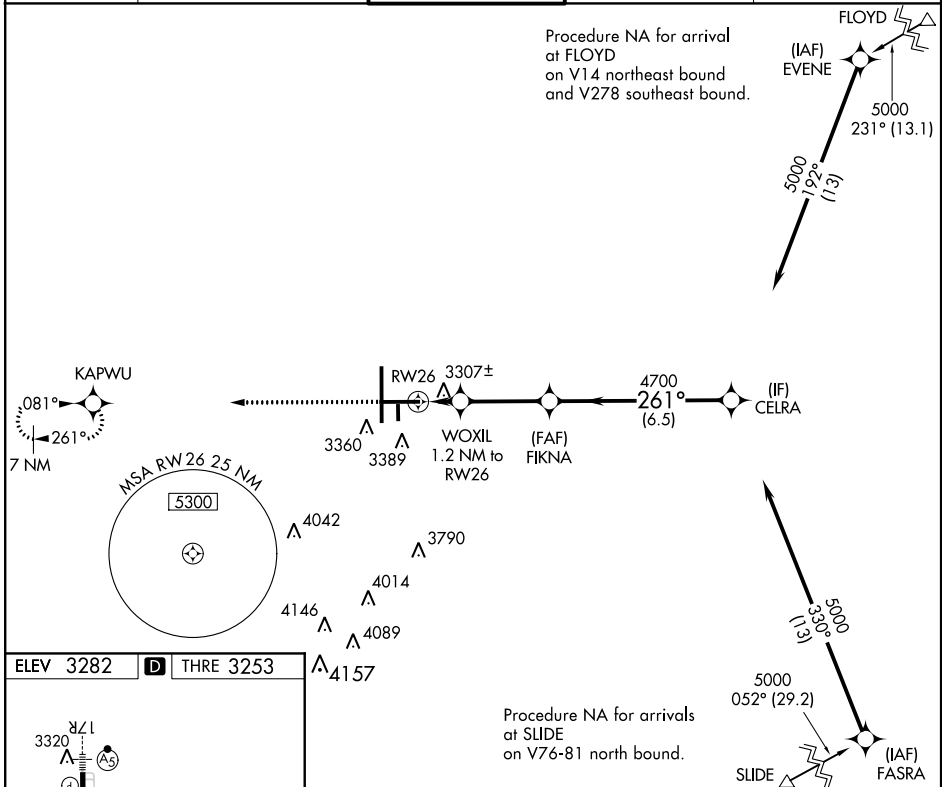 FLOYD
Procedure NA for arrival
at FLOYD
on V14 northeast bound
and V278 southeast bound.
(IAF)
EVENE
5000
231° (13.1)
5000
192°
(13)
KAPWU
081°
261°
7 NM
RW26
3307±
3360
3389
WOXIL
1.2 NM to
RW26
(FAF)
FIKNA
4700
261°
(6.5)
(IF)
CELRA
MSA RW 26 25 NM
5300
4042
3790
4014
4146
4089
4157
5000
330°
(13)
5000
052° (29.2)
Procedure NA for arrivals
at SLIDE
on V76-81 north bound.
SLIDE
(IAF)
FASRA
ELEV 3282 D THRE 3253
17R
3320
A5